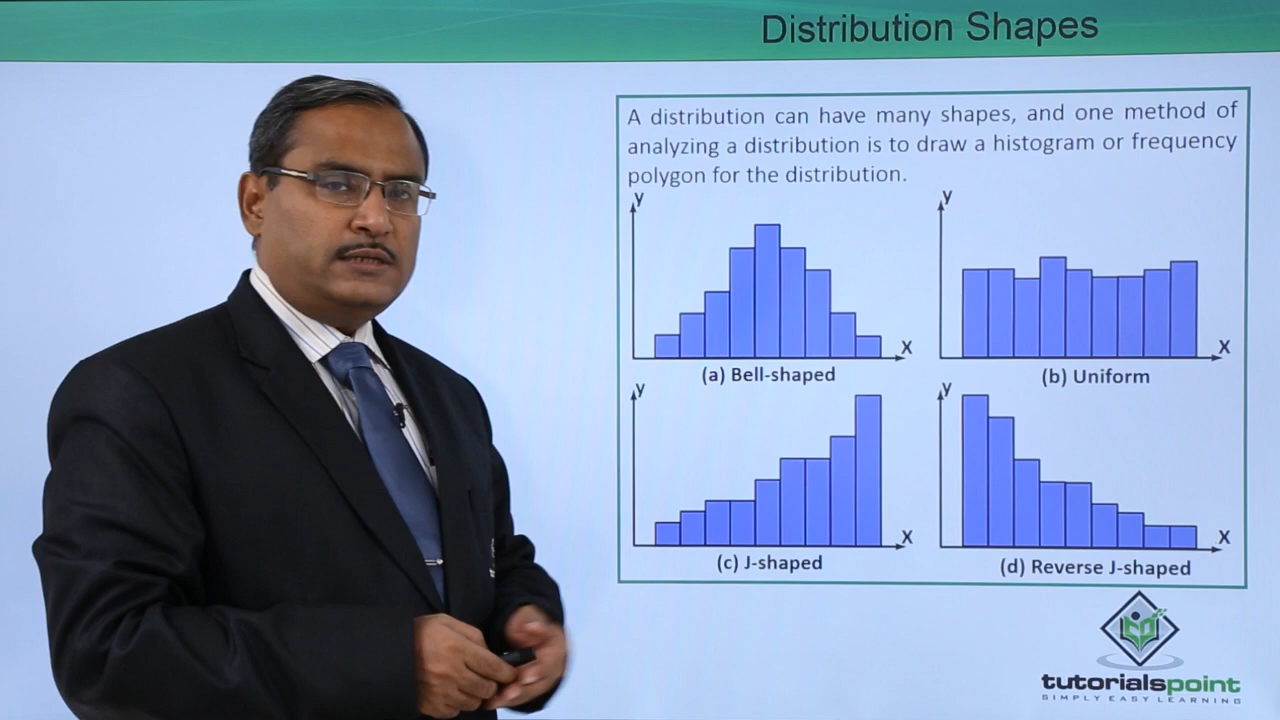 Distribution Shapes
A distribution can have many shapes, and one method of
analyzing a distribution is to draw a histogram or frequency
polygon for the distribution.
y
x
(a) Bell-shaped
y
x
(b) Uniform
y
x
(c) J-shaped
y
x
(d) Reverse J-shaped
tutorialspoint
SIMPLY EASY LEARNING